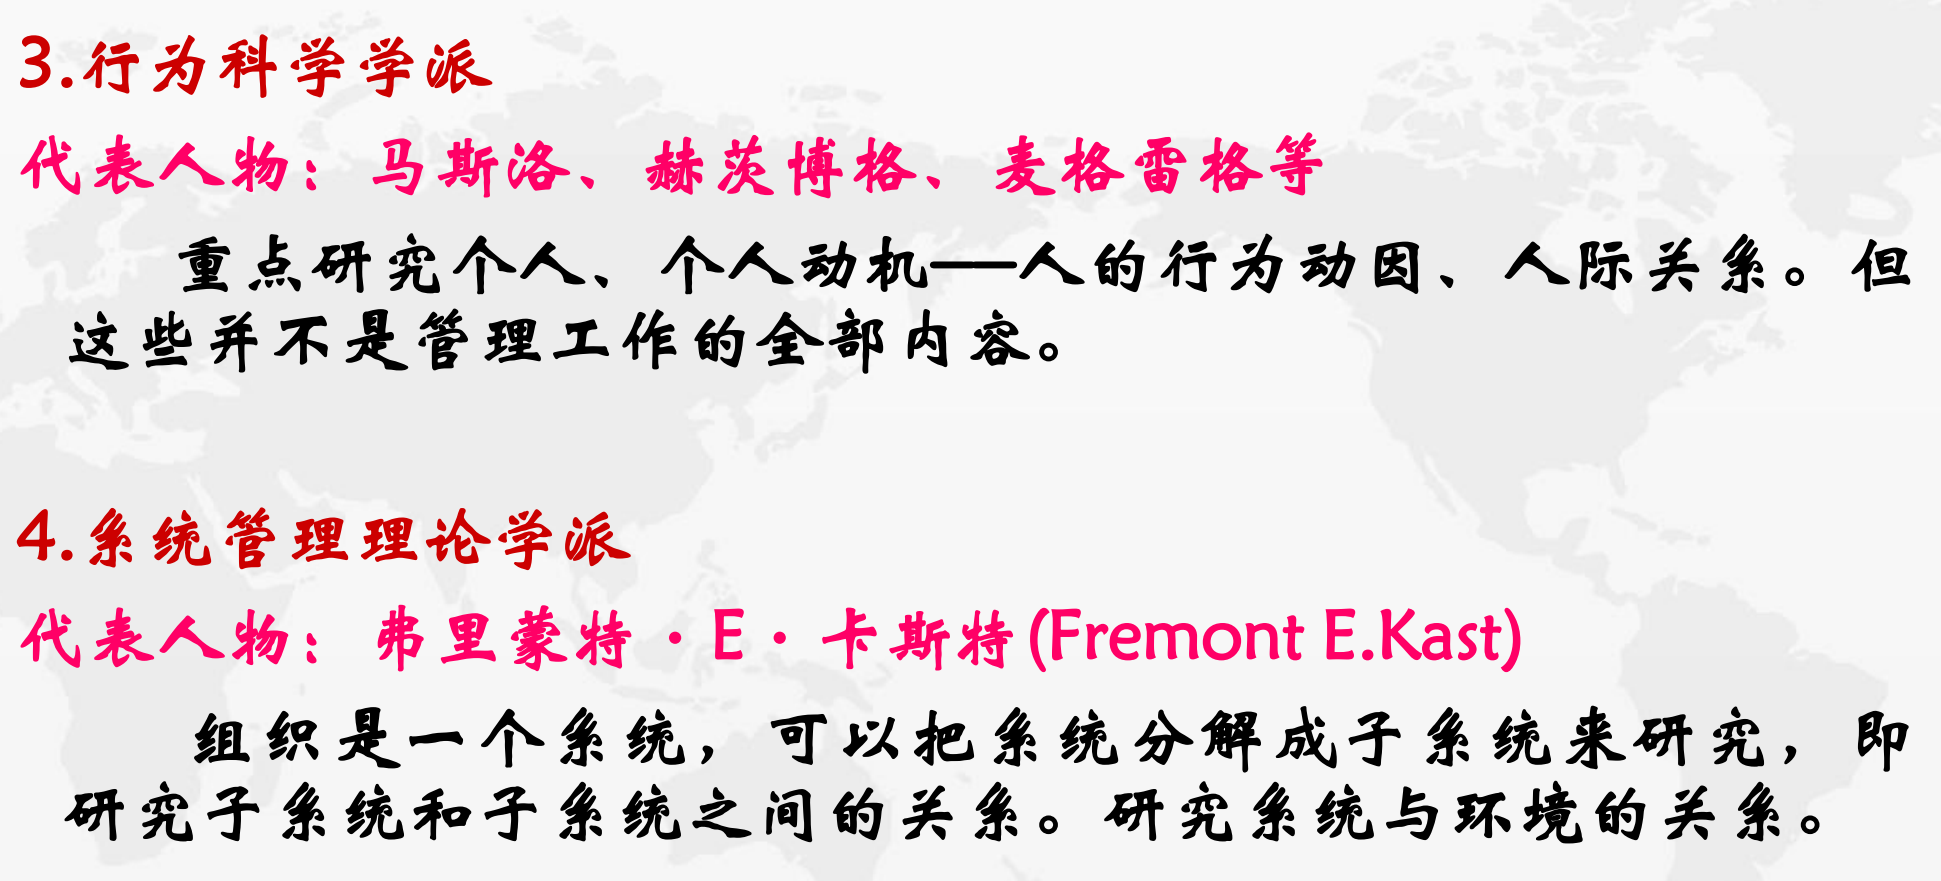 3.行为科学学派
代表人物：马斯洛、赫茨博格、麦格雷格等
重点研究个人、个人动机——人的行为动因、人际关系。但
这些并不是管理工作的全部内容。
4.系统管理理论学派
代表人物：弗里蒙特·E·卡斯特(Fremont E.Kast)
组织是一个系统，可以把系统分解成子系统来研究，即
研究子系统和子系统之间的关系。研究系统与环境的关系。